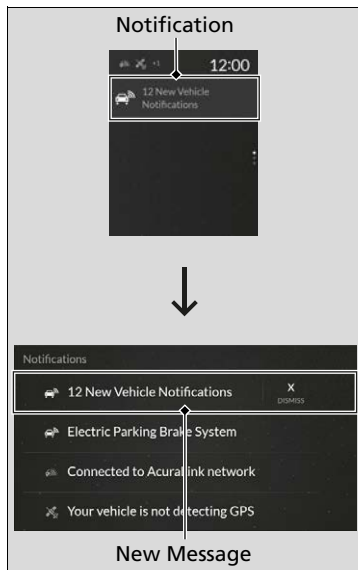 Notification
+1 12:00
12 New Vehicle
Notifications
Notifications
12 New Vehicle Notifications X
DISMISS
Electric Parking Brake System
Connected to AcuraLink network
Your vehicle is not detecting GPS
New Message